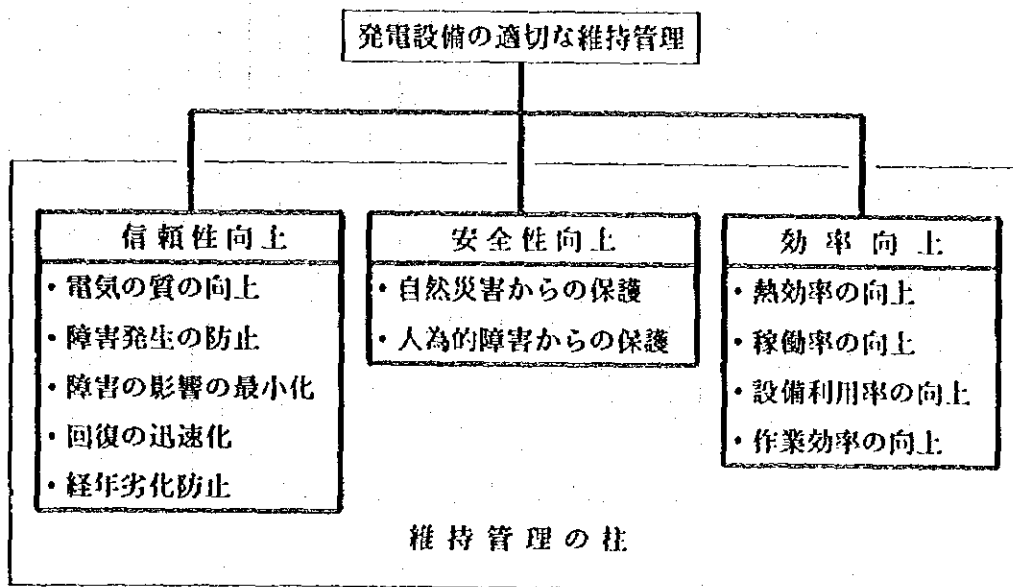 発電設備の適切な維持管理
信頼性向上
・電気の質の向上
・障害発生の防止
・障害の影響の最小化
・回復の迅速化
・経年劣化防止
安全性向上
・自然災害からの保護
・人為的障害からの保護
効率向上
・熱効率の向上
・稼働率の向上
・設備利用率の向上
・作業効率の向上
維持管理の柱